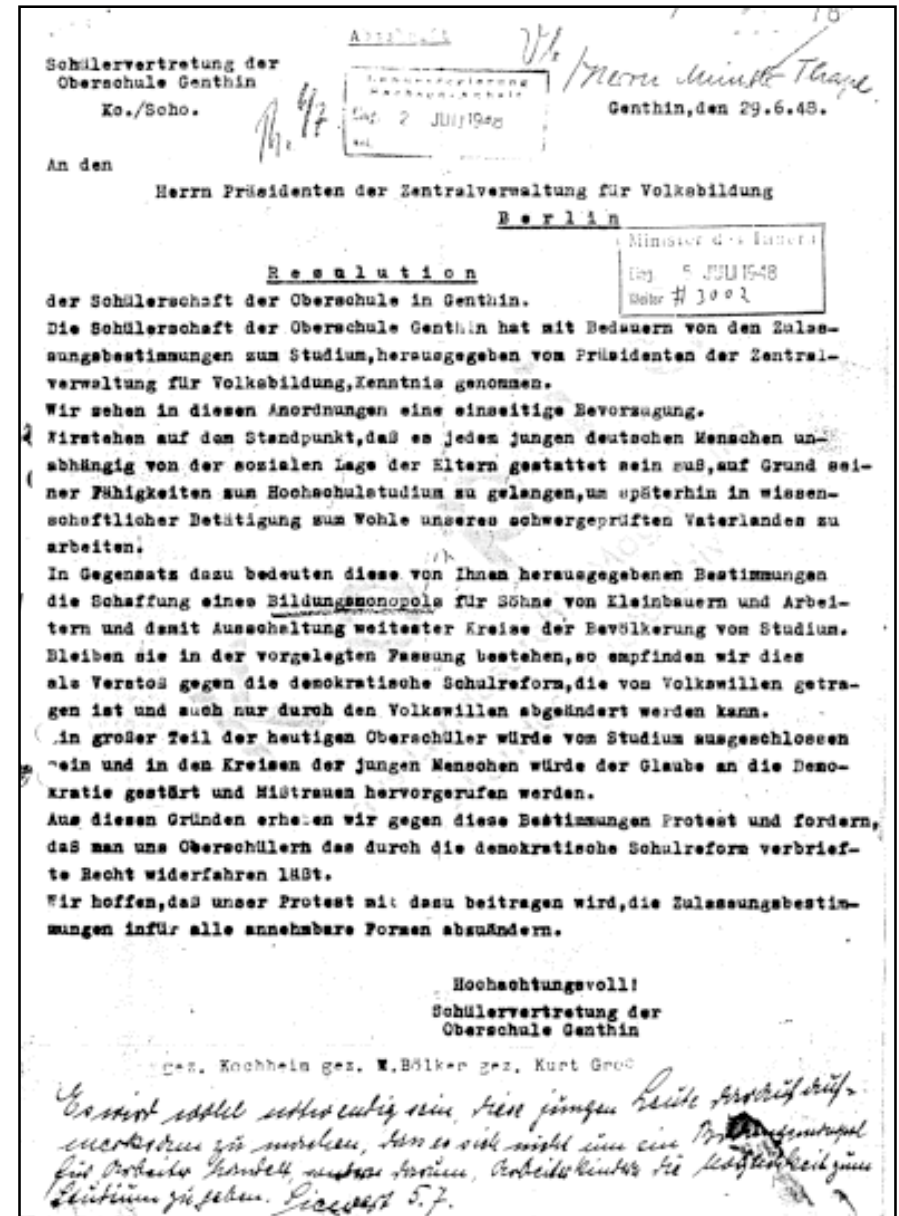 18
Abschrift
Schülervertretung der
Oberschule Genthin
Ko./Scho.
Herrn Minister Thape
Landesregierung
Sachsen-Anhalt
Eing. 2. JULI 1948
Genthin,den 29.6.48.
An den
Herrn Präsidenten der Zentralverwaltung für Volksbildung
Berlin
Minister des Innern
Eing. 5. JULI 1948
Weiter # 3002
Resolution
der Schülerschaft der Oberschule in Genthin.
Die Schülerschaft der Oberschule Genthin hat mit Bedauern von den Zulas-
sungsbestimmungen zum Studium,herausgegeben vom Präsidenten der Zentral-
verwaltung für Volksbildung,Kenntnis genommen.
Wir sehen in diesen Anordnungen eine einseitige Bevorzugung.
Wirstehen auf dem Standpunkt,daß es jedem jungen deutschen Menschen un-
abhängig von der sozialen Lage der Eltern gestattet sein muß,auf Grund sei-
ner Fähigkeiten zum Hochschulstudium zu gelangen,um späterhin in wissen-
schaftlicher Betätigung zum Wohle unseres schwergeprüften Vaterlandes zu
arbeiten.
In Gegensatz dazu bedeuten diese von Ihnen herausgegebenen Bestimmungen
die Schaffung eines Bildungsmonopols für Söhne von Kleinbauern und Arbei-
tern und damit Ausschaltung weitester Kreise der Bevölkerung vom Studium.
Bleiben sie in der vorgelegten Fassung bestehen,so empfinden wir dies
als Verstoß gegen die demokratische Schulreform,die vom Volkswillen getra-
gen ist und auch nur durch den Volkswillen abgeändert werden kann.
in großer Teil der heutigen Oberschüler würde vom Studium ausgeschlossen
sein und in den Kreisen der jungen Menschen würde der Glaube an die Demo-
kratie gestört und Mißtrauen hervorgerufen werden.
Aus diesen Gründen erheben wir gegen diese Bestimmungen Protest und fordern,
daß man uns Oberschülern das durch die demokratische Schulreform verbrief-
te Recht widerfahren läßt.
Wir hoffen,daß unser Protest mit dazu beitragen wird,die Zulassungsbestim-
mungen infür alle annehmbare Formen abzuändern.
Hochachtungsvoll!
Schülervertretung der
Oberschule Genthin
gez. Kochheim gez. W.Bölker gez. Kurt Groß
Es wird wohl notwendig sein, diese jungen Leute darauf auf-
merksam zu machen, dass es sich nicht um ein Bildungsmonopol
für Arbeiter handelt, sondern darum, Arbeiterkindern die Möglichkeit zum
Studium zu geben. Siewert 5.7.